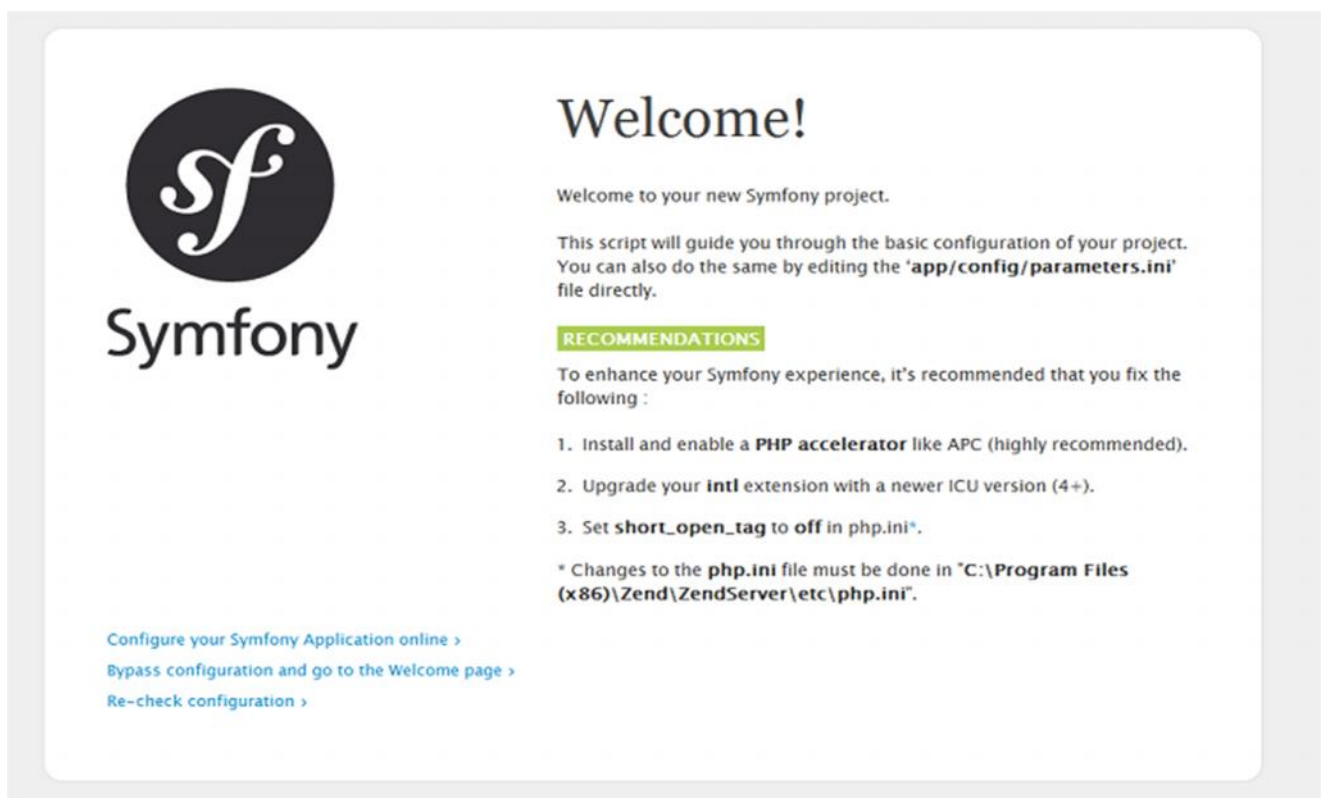 sf
Symfony
Welcome!
Welcome to your new Symfony project.
This script will guide you through the basic configuration of your project.
You can also do the same by editing the ‘app/config/parameters.ini’
file directly.
RECOMMENDATIONS
To enhance your Symfony experience, it's recommended that you fix the
following :
1. Install and enable a PHP accelerator like APC (highly recommended).
2. Upgrade your intl extension with a newer ICU version (4+).
3. Set short_open_tag to off in php.ini*.
* Changes to the php.ini file must be done in "C:\Program Files
(x86)\Zend\ZendServer\etc\php.ini".
Configure your Symfony Application online ›
Bypass configuration and go to the Welcome page ›
Re-check configuration ›